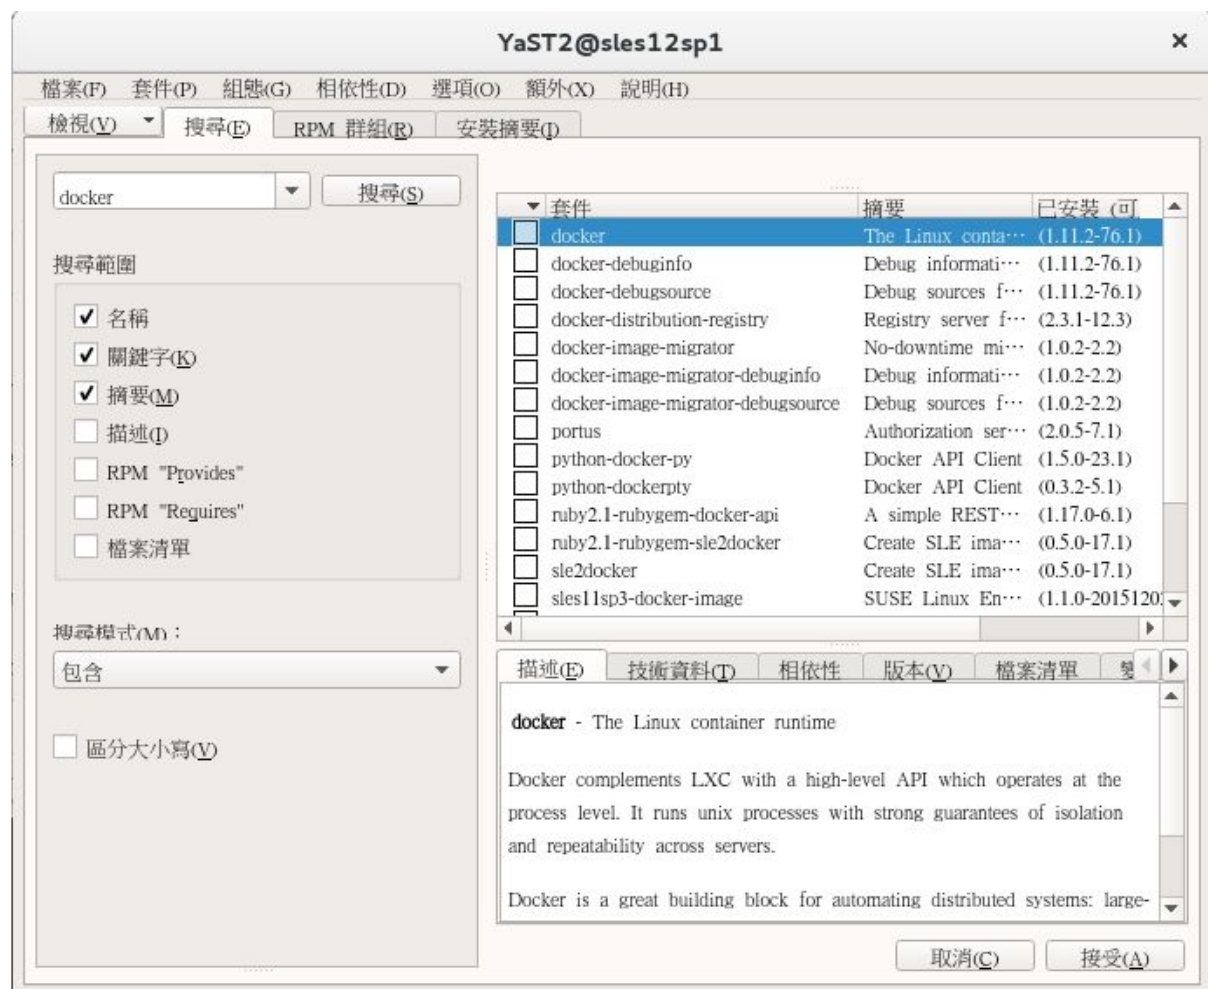 YaST2@sles12sp1
檔案(F) 套件(P) 組態(G) 相依性(D) 選項(O) 額外(X) 說明(H)
檢視(V) 搜尋(E) RPM 群組(R) 安裝摘要(I)
docker 搜尋(S)
搜尋範圍
名稱
關鍵字(K)
摘要(M)
描述(I)
RPM "Provides"
RPM "Requires"
檔案清單
搜尋模式(M)：
包含
區分大小寫(V)
套件 摘要 已安裝 (可
docker The Linux conta… (1.11.2-76.1)
docker-debuginfo Debug informati… (1.11.2-76.1)
docker-debugsource Debug sources f… (1.11.2-76.1)
docker-distribution-registry Registry server f… (2.3.1-12.3)
docker-image-migrator No-downtime mi… (1.0.2-2.2)
docker-image-migrator-debuginfo Debug informati… (1.0.2-2.2)
docker-image-migrator-debugsource Debug sources f… (1.0.2-2.2)
portus Authorization ser… (2.0.5-7.1)
python-docker-py Docker API Client (1.5.0-23.1)
python-dockerpty Docker API Client (0.3.2-5.1)
ruby2.1-rubygem-docker-api A simple REST… (1.17.0-6.1)
ruby2.1-rubygem-sle2docker Create SLE ima… (0.5.0-17.1)
sle2docker Create SLE ima… (0.5.0-17.1)
sles11sp3-docker-image SUSE Linux En… (1.1.0-2015120
描述(E) 技術資料(T) 相依性 版本(V) 檔案清單
docker - The Linux container runtime
Docker complements LXC with a high-level API which operates at the
process level. It runs unix processes with strong guarantees of isolation
and repeatability across servers.
Docker is a great building block for automating distributed systems: large-
取消(C) 接受(A)